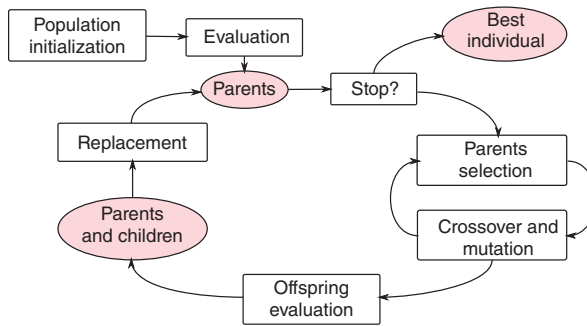 Population
initialization
Evaluation
Best
individual
Parents
Stop?
Replacement
Parents
selection
Parents
and children
Crossover and
mutation
Offspring
evaluation